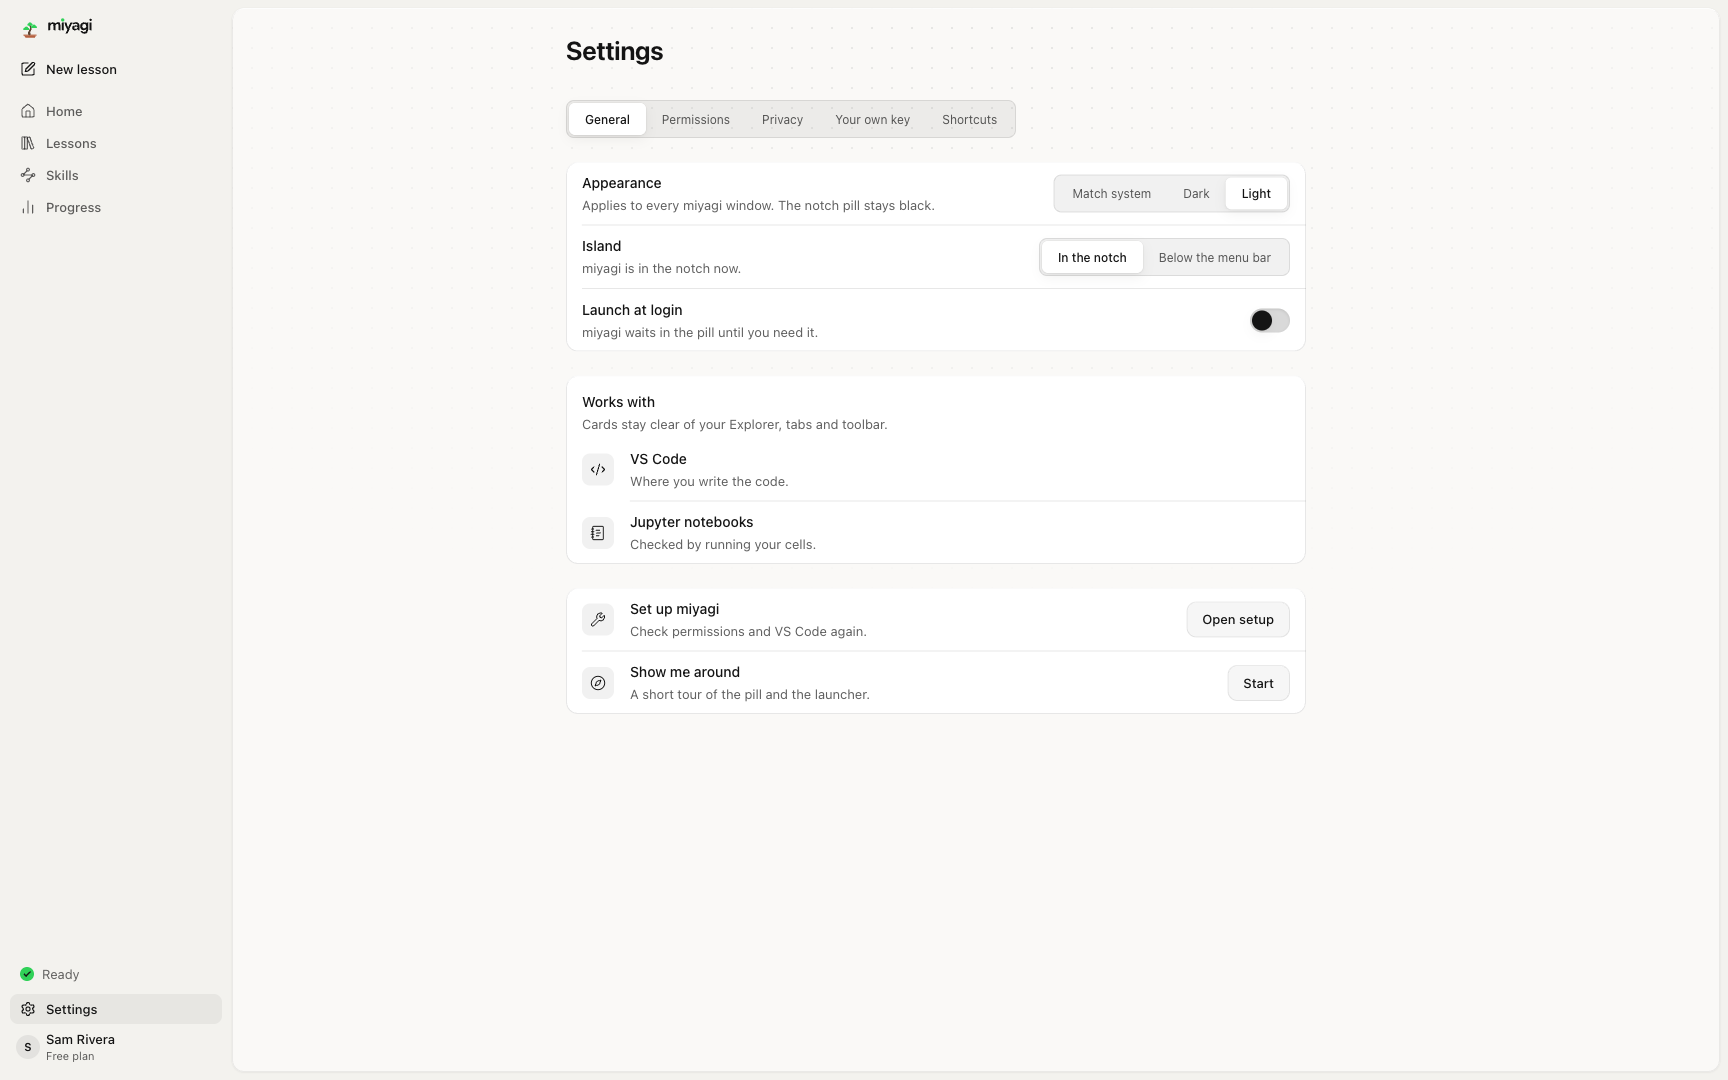 miyagi
New lesson
Home
Lessons
Skills
Progress
Settings
General
Permissions
Privacy
Your own key
Shortcuts
Appearance
Applies to every miyagi window. The notch pill stays black.
Match system
Dark
Light
Island
miyagi is in the notch now.
In the notch
Below the menu bar
Launch at login
miyagi waits in the pill until you need it.
Works with
Cards stay clear of your Explorer, tabs and toolbar.
VS Code
Where you write the code.
Jupyter notebooks
Checked by running your cells.
Set up miyagi
Check permissions and VS Code again.
Open setup
Show me around
A short tour of the pill and the launcher.
Start
Ready
Settings
S
Sam Rivera
Free plan